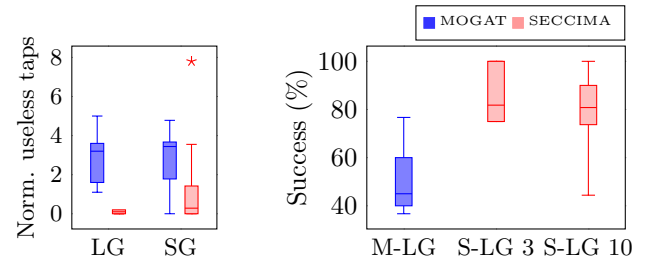 MOGAT SECCIMA
Norm. useless taps
8
6
4
2
0
LG SG
Success (%)
100
80
60
40
M-LG S-LG 3 S-LG 10